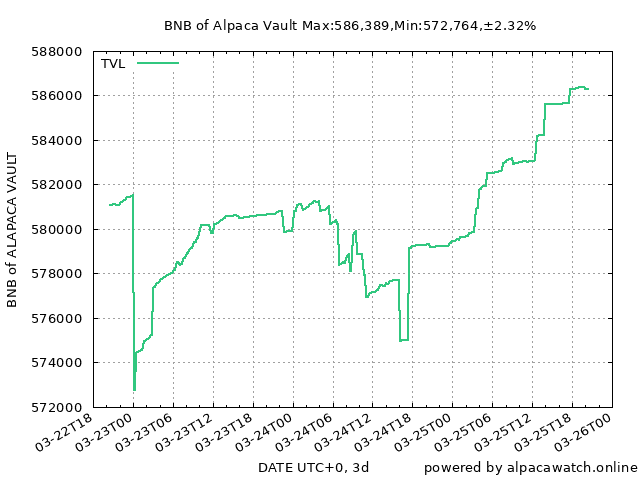 BNB of Alpaca Vault Max:586,389,Min:572,764,±2.32%
588000
TVL
586000
584000
582000
580000
578000
576000
574000
572000
BNB of ALAPACA VAULT
03-22T18
03-23T00
03-23T06
03-23T12
03-23T18
03-24T00
03-24T06
03-24T12
03-24T18
03-25T00
03-25T06
03-25T12
03-25T18
03-26T00
DATE UTC+0, 3d
powered by alpacawatch.online